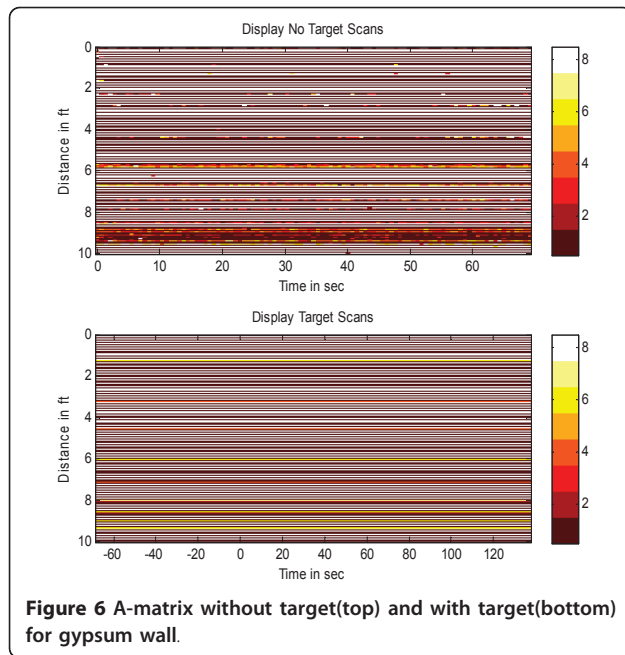 Display No Target Scans
0
2
4
6
8
10
Distance in ft
0 10 20 30 40 50 60
Time in sec
8
6
4
2
Display Target Scans
0
2
4
6
8
10
Distance in ft
-60 -40 -20 0 20 40 60 80 100 120
Time in sec
8
6
4
2
Figure 6 A-matrix without target(top) and with target(bottom)
for gypsum wall.